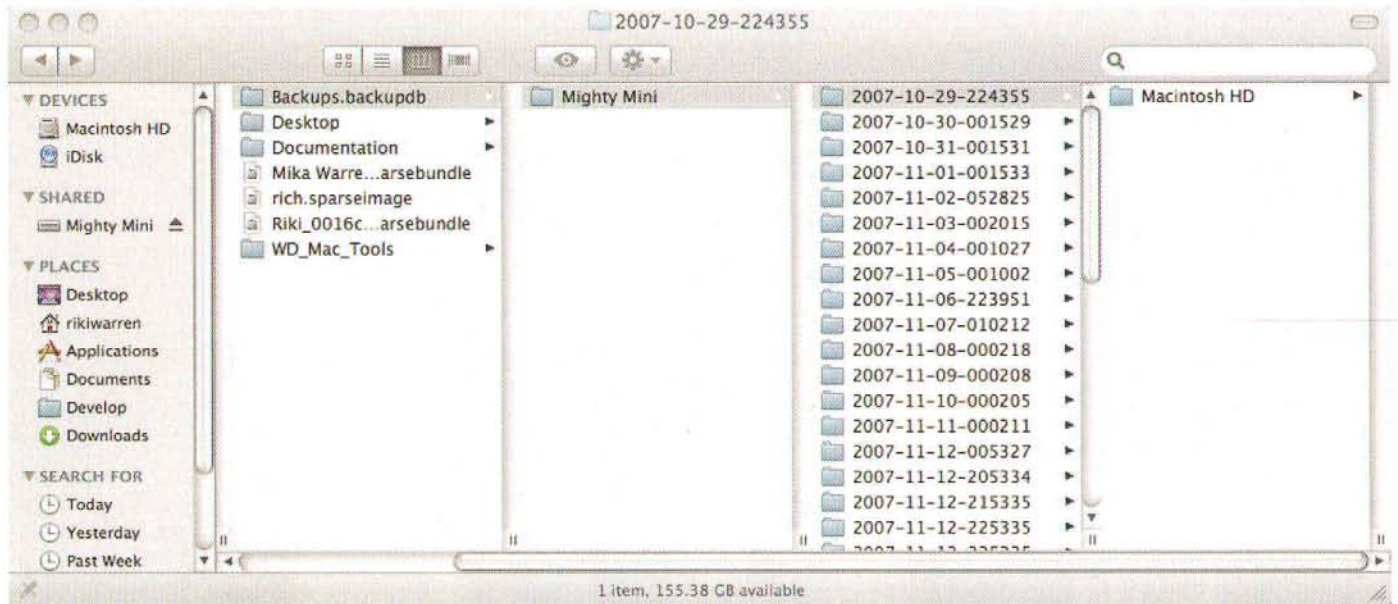 2007-10-29-224355
DEVICES
Macintosh HD
iDisk
SHARED
Mighty Mini
PLACES
Desktop
rikiwarren
Applications
Documents
Develop
Downloads
SEARCH FOR
Today
Yesterday
Past Week
Backups.backupdb
Desktop
Documentation
Mika Warre...arsebundle
rich.sparseimage
Riki_0016c...arsebundle
WD_Mac_Tools
Mighty Mini
2007-10-29-224355
2007-10-30-001529
2007-10-31-001531
2007-11-01-001533
2007-11-02-052825
2007-11-03-002015
2007-11-04-001027
2007-11-05-001002
2007-11-06-223951
2007-11-07-010212
2007-11-08-000218
2007-11-09-000208
2007-11-10-000205
2007-11-11-000211
2007-11-12-005327
2007-11-12-205334
2007-11-12-215335
2007-11-12-225335
Macintosh HD
1 item, 155.38 GB available